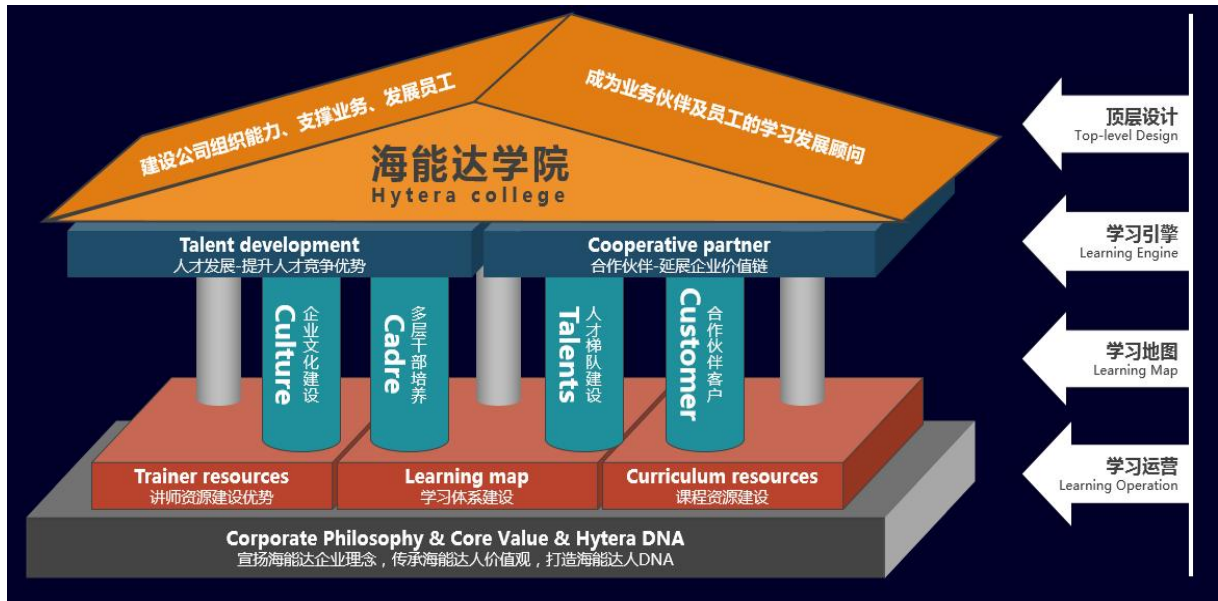 建设公司组织能力、支撑业务、发展员工
成为业务伙伴及员工的学习发展顾问
海能达学院
Hytera college
顶层设计
Top-level Design
Talent development
人才发展-提升人才竞争优势
Cooperative partner
合作伙伴-延展企业价值链
学习引擎
Learning Engine
企业文化建设
Culture
多层干部培养
Cadre
人才梯队建设
Talents
合作伙伴客户
Customer
学习地图
Learning Map
Trainer resources
讲师资源建设优势
Learning map
学习体系建设
Curriculum resources
课程资源建设
学习运营
Learning Operation
Corporate Philosophy & Core Value & Hytera DNA
宣扬海能达企业理念，传承海能达人价值观，打造海能达人DNA